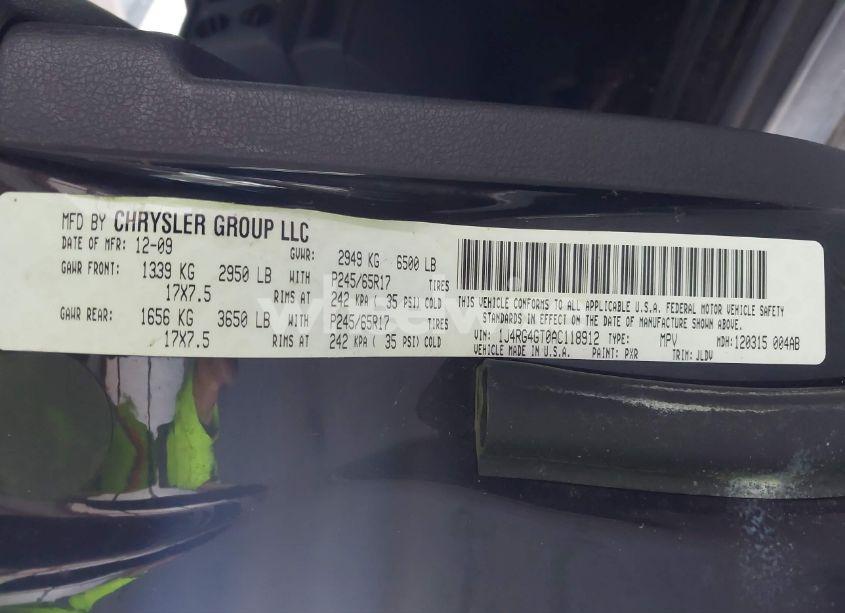 MFD BY CHRYSLER GROUP LLC
DATE OF MFR: 12-09 GVWR: 2949 KG 6500 LB
GAWR FRONT: 1339 KG 2950 LB WITH P245/65R17 TIRES
17X7.5 RIMS AT 242 KPA ( 35 PSI) COLD
GAWR REAR: 1656 KG 3650 LB WITH P245/65R17 TIRES
17X7.5 RIMS AT 242 KPA ( 35 PSI) COLD
THIS VEHICLE CONFORMS TO ALL APPLICABLE U.S.A. FEDERAL MOTOR VEHICLE SAFETY
STANDARDS IN EFFECT ON THE DATE OF MANUFACTURE SHOWN ABOVE.
VIN: 1J4RG4GT0AC118912 TYPE: MPV MDH: 120315 004AB
VEHICLE MADE IN U.S.A. PAINT: PXR TRIM: JLDV